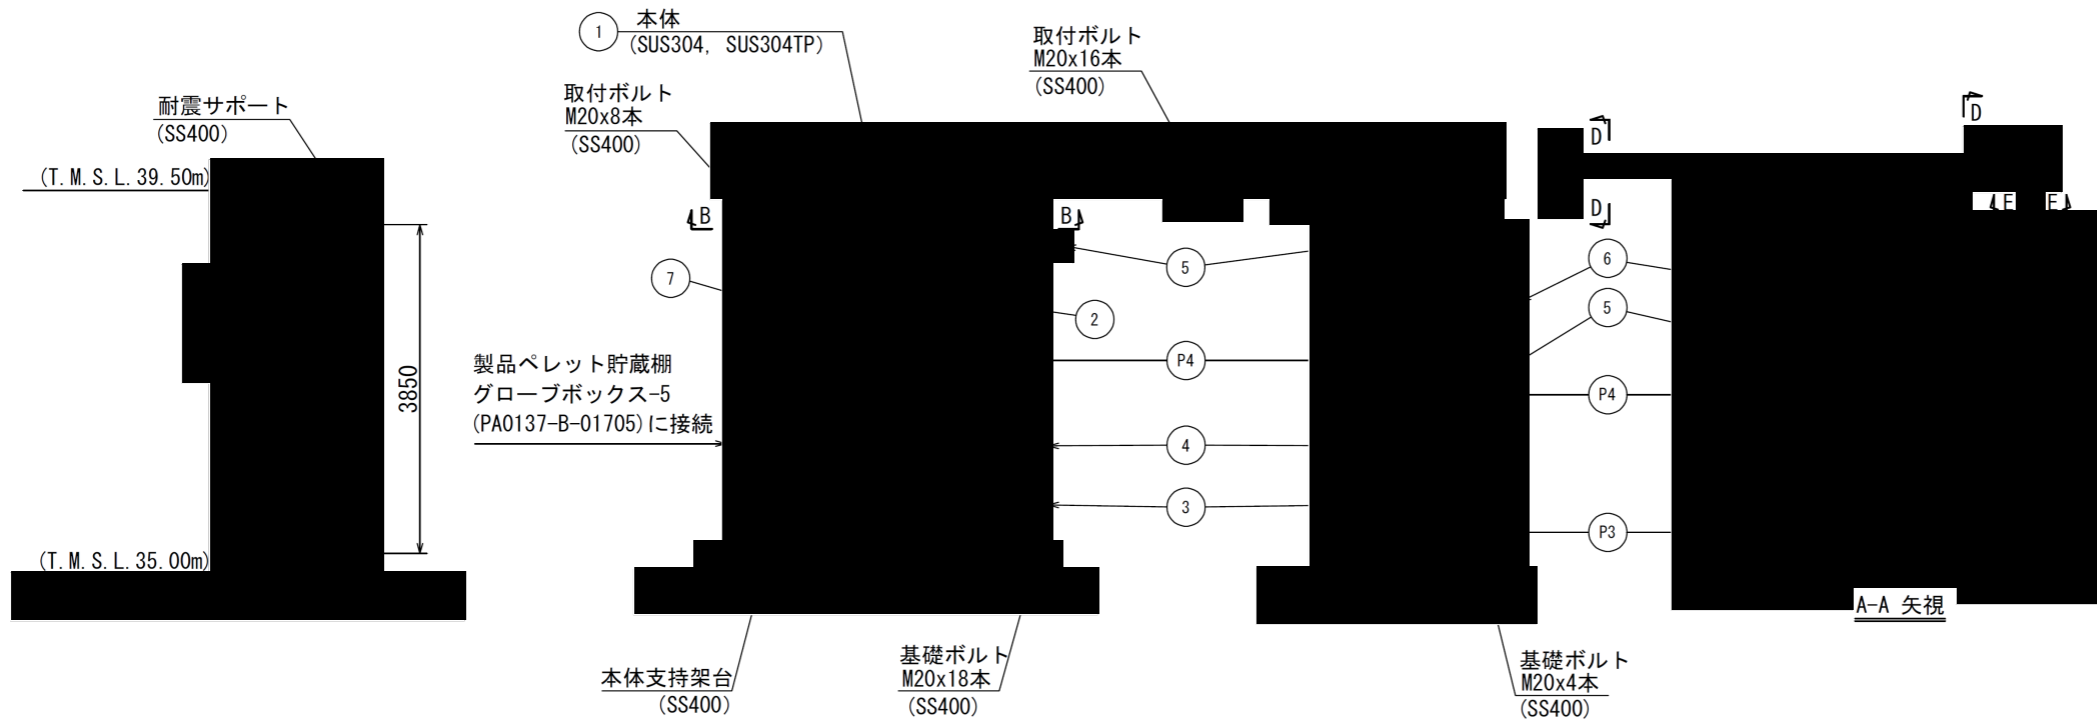 耐震サポート
(SS400)
(T.M.S.L.39.50m)
3850
(T.M.S.L.35.00m)
1
本体
(SUS304, SUS304TP)
取付ボルト
M20x8本
(SS400)
取付ボルト
M20x16本
(SS400)
B
B
7
5
2
P4
4
3
製品ペレット貯蔵棚
グローブボックス-5
(PA0137-B-01705)に接続
本体支持架台
(SS400)
基礎ボルト
M20x18本
(SS400)
D
D
D
6
5
P4
P3
A-A 矢視
基礎ボルト
M20x4本
(SS400)